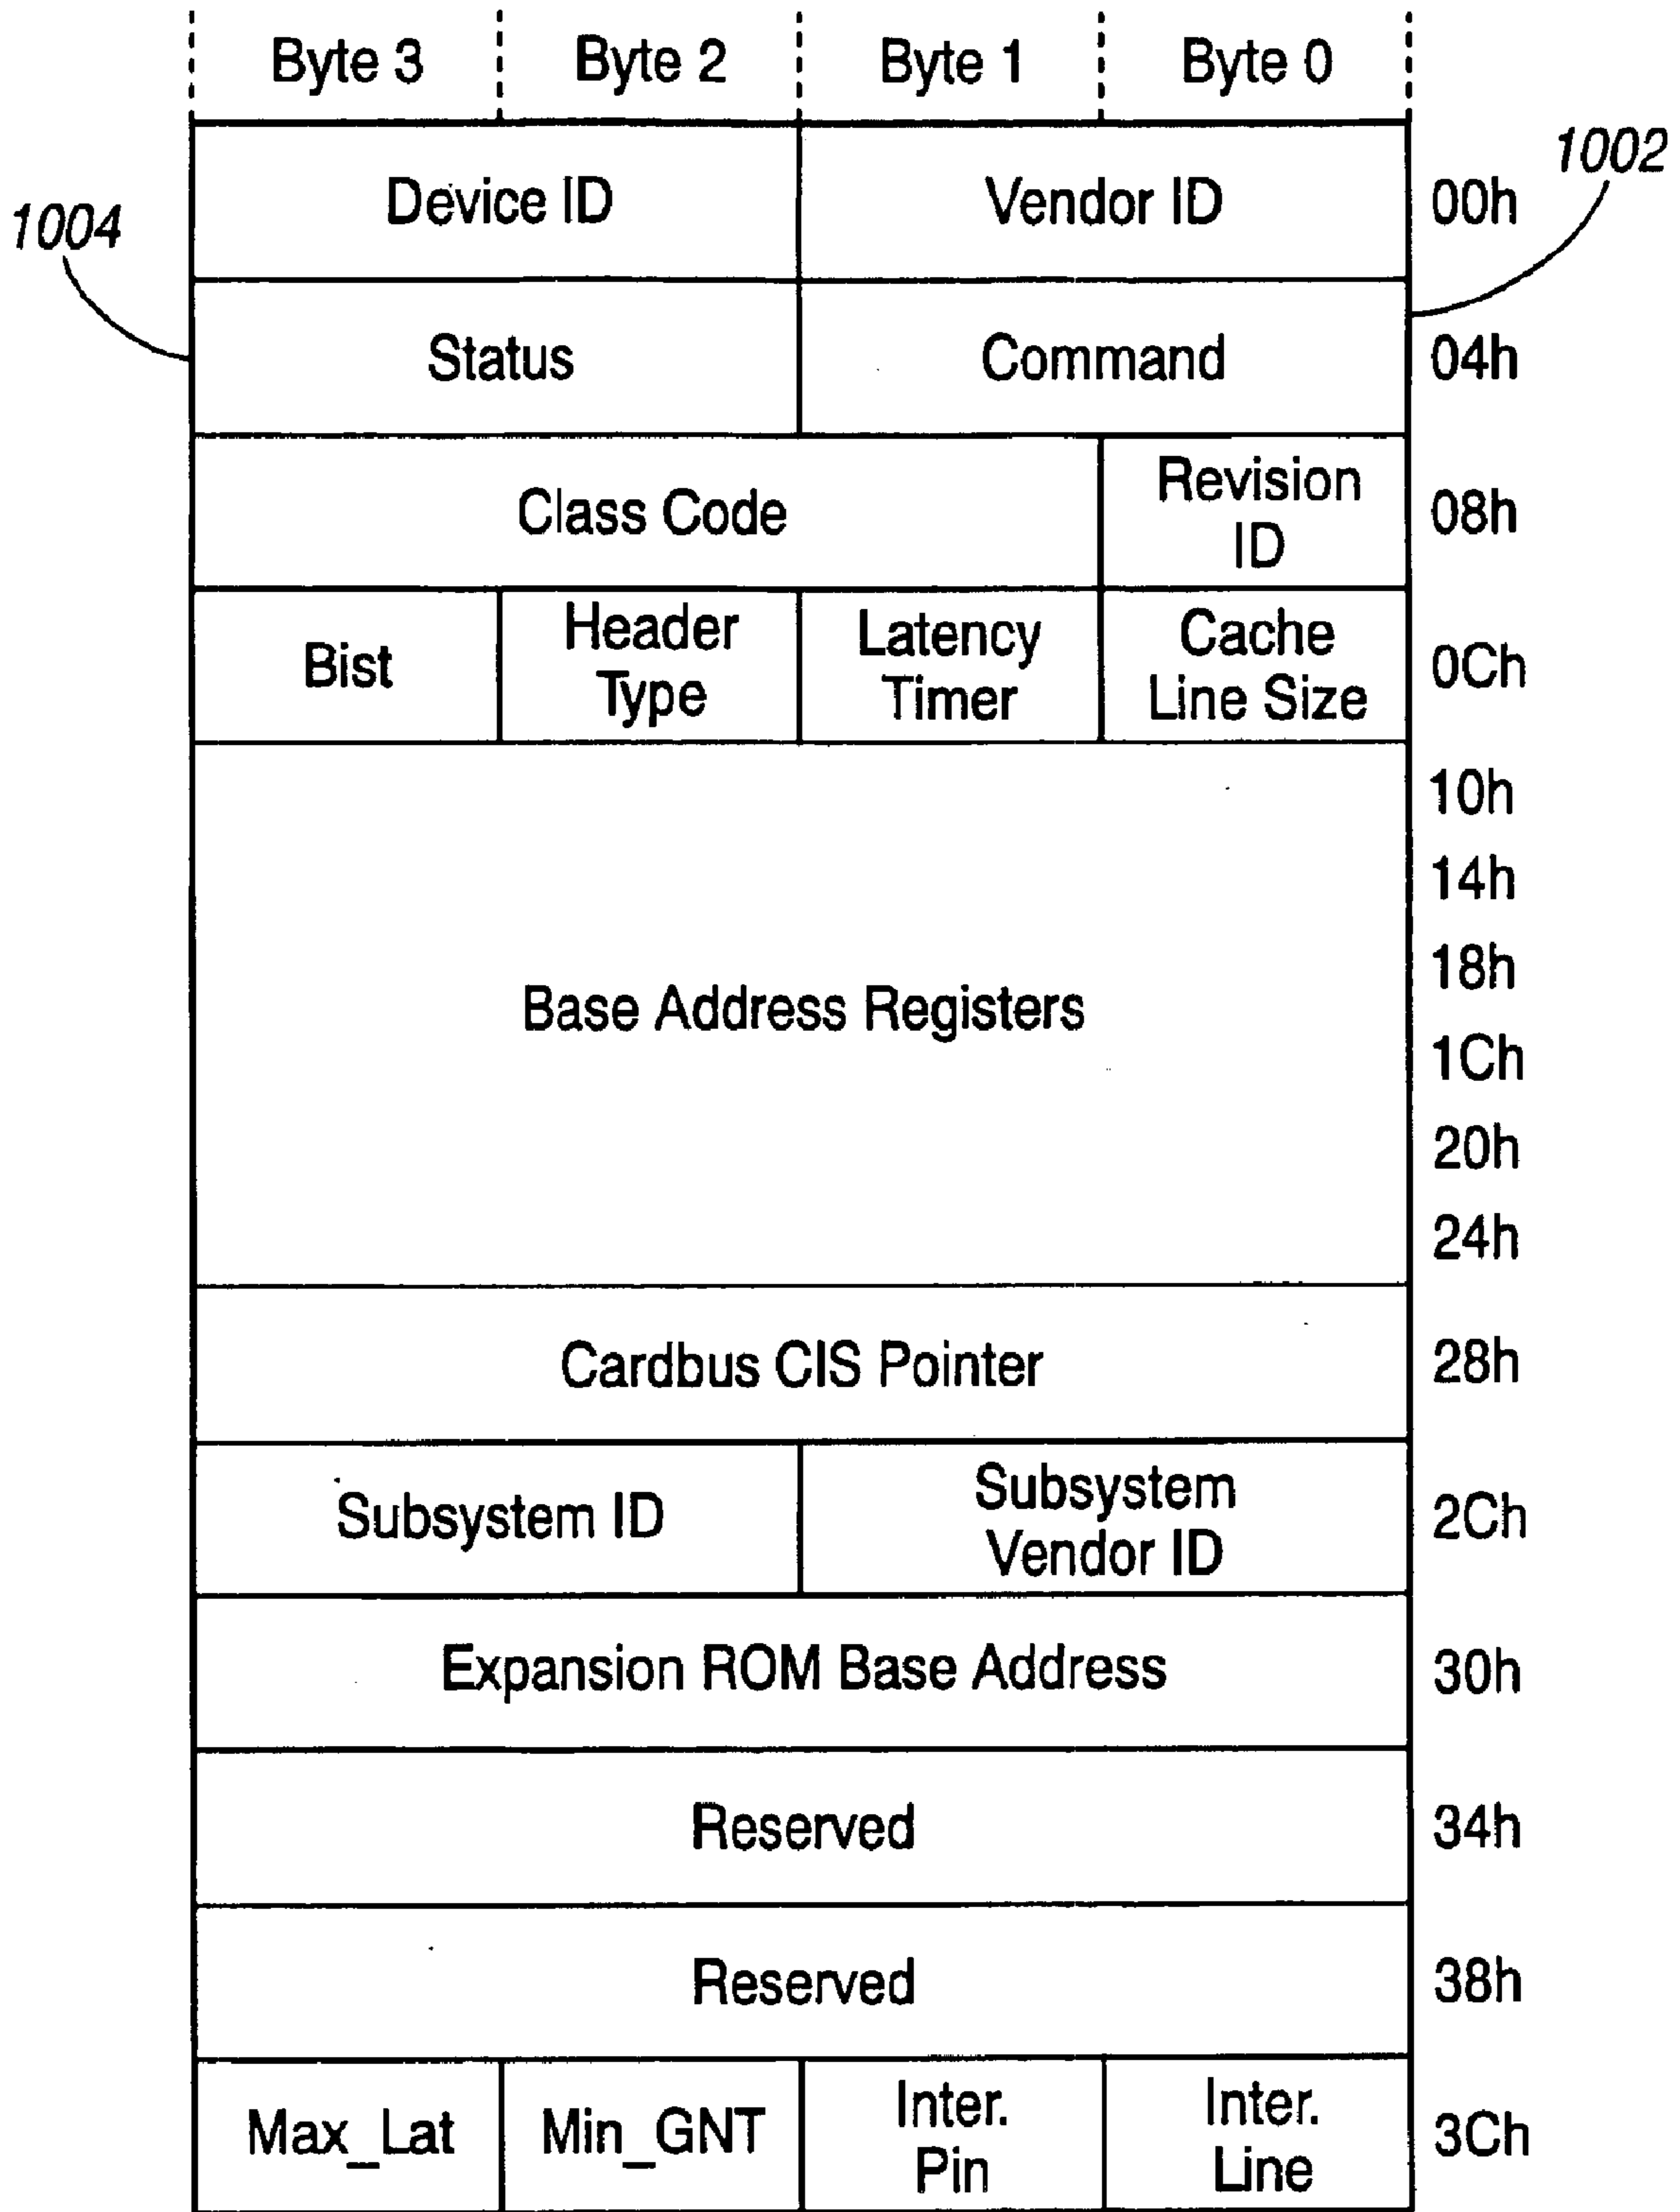 Byte 3 Byte 2 Byte 1 Byte 0
1002
1004
Device ID Vendor ID 00h
Status Command 04h
Class Code Revision ID 08h
Bist Header Type Latency Timer Cache Line Size 0Ch
10h
14h
18h
Base Address Registers
1Ch
20h
24h
Cardbus CIS Pointer 28h
Subsystem ID Subsystem Vendor ID 2Ch
Expansion ROM Base Address 30h
Reserved 34h
Reserved 38h
Max_Lat Min_GNT Inter. Pin Inter. Line 3Ch